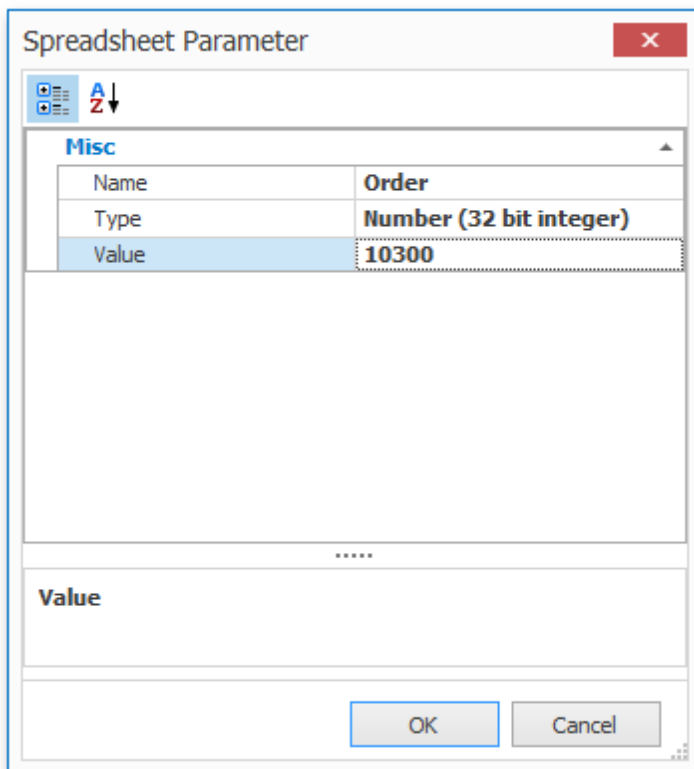 Spreadsheet Parameter
A
Z
Misc
Name Order
Type Number (32 bit integer)
Value 10300
Value
OK Cancel